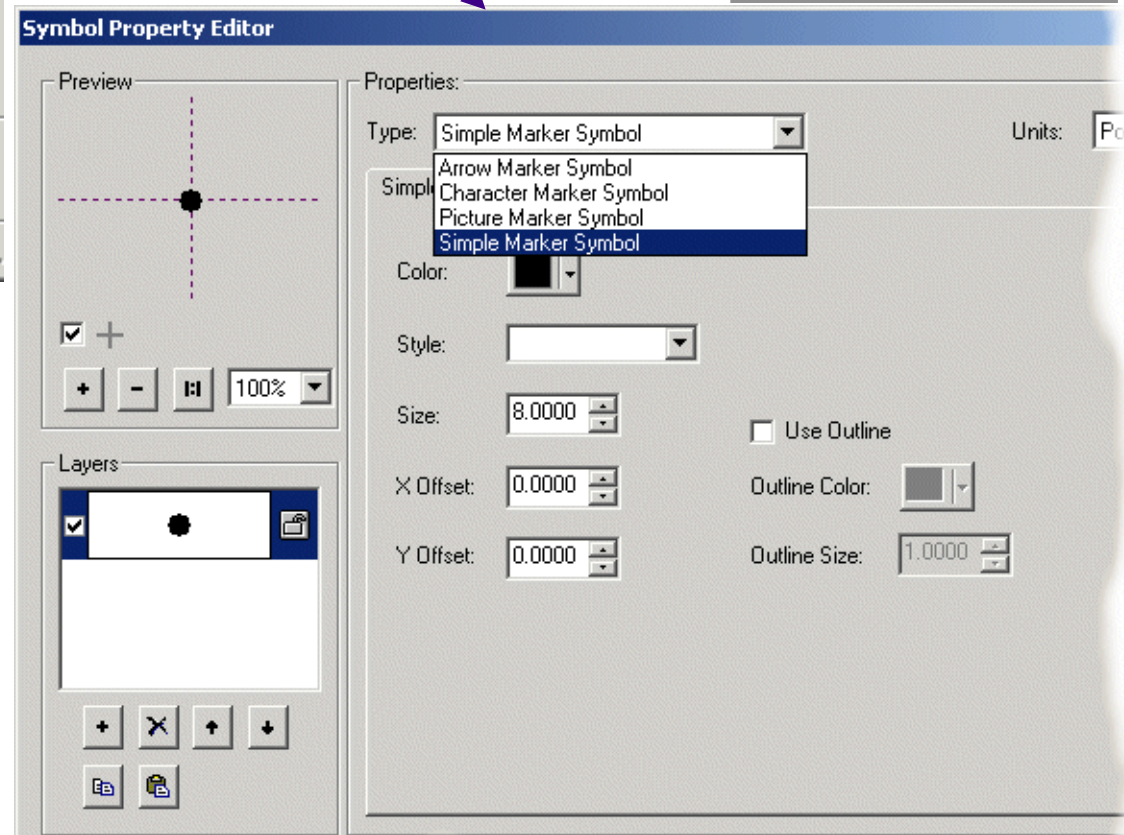 Symbol Property Editor
Preview
Properties:
Type: Simple Marker Symbol Units:
Arrow Marker Symbol
Character Marker Symbol
Picture Marker Symbol
Simple Marker Symbol
Color:
Style:
100%
Size: 8.0000
Use Outline
Layers
X Offset: 0.0000 Outline Color:
Y Offset: 0.0000 Outline Size: 1.0000